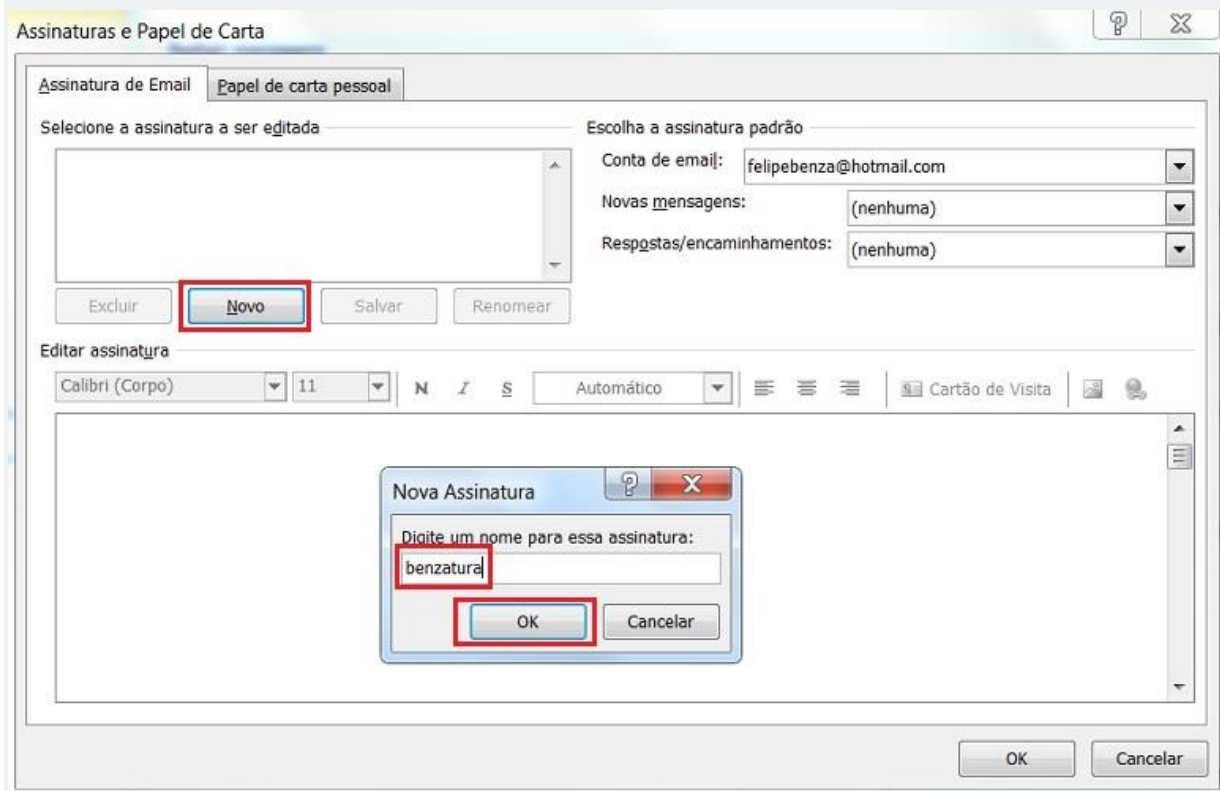 Assinaturas e Papel de Carta
Assinatura de Email
Papel de carta pessoal
Selecione a assinatura a ser editada
Escolha a assinatura padrão
Conta de email: felipebenza@hotmail.com
Novas mensagens: (nenhuma)
Respostas/encaminhamentos: (nenhuma)
Excluir Novo Salvar Renomear
Editar assinatura
Calibri (Corpo) 11 N I S Automático Cartão de Visita
Nova Assinatura
Digite um nome para essa assinatura:
benzatura
OK Cancelar
OK Cancelar